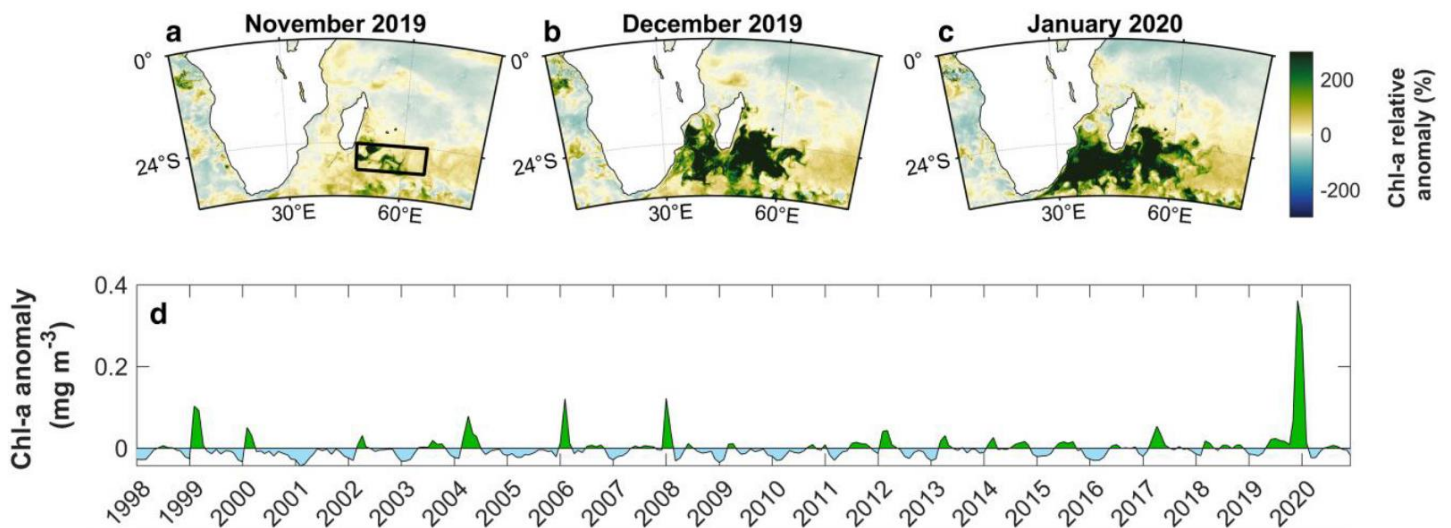 a November 2019
b December 2019
c January 2020
0°
24°S
30°E
60°E
0°
24°S
30°E
60°E
0°
24°S
30°E
60°E
200
0
-200
Chl-a relative
anomaly (%)
d
Chl-a anomaly
(mg m-3)
0.4
0.2
0
1998
1999
2000
2001
2002
2003
2004
2005
2006
2007
2008
2009
2010
2011
2012
2013
2014
2015
2016
2017
2018
2019
2020